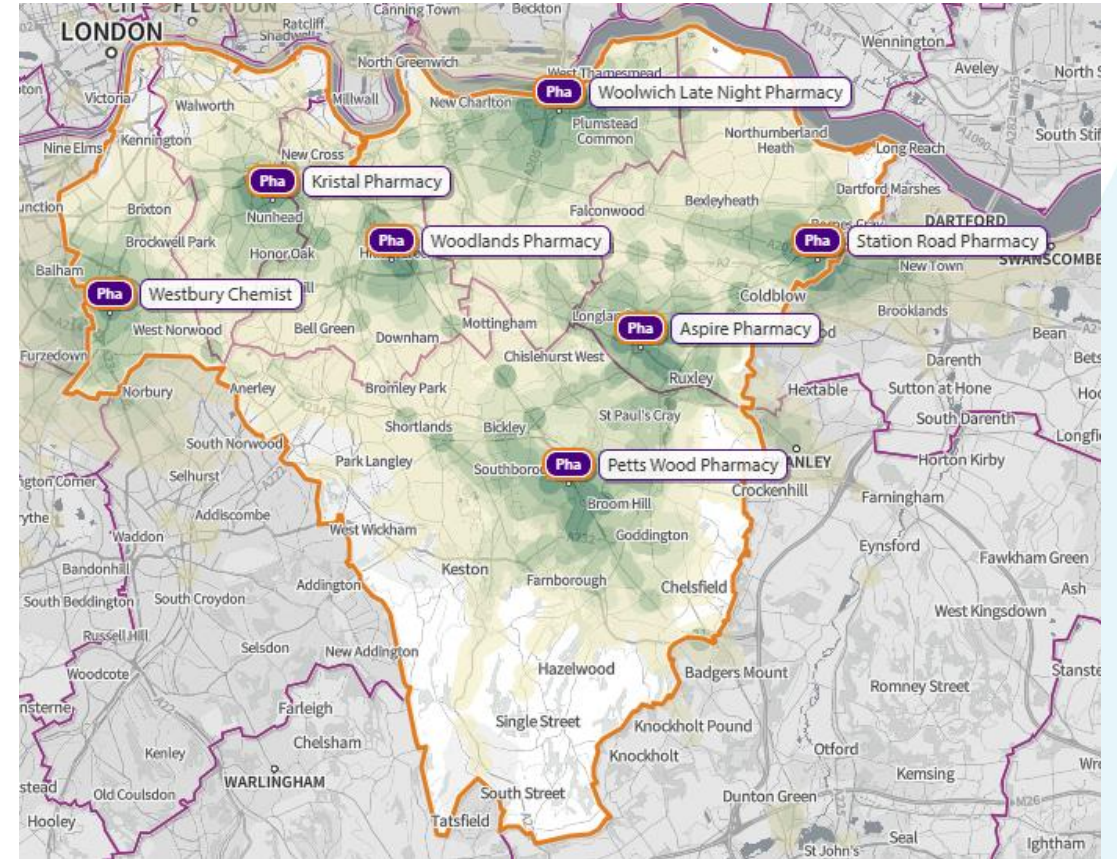 CITY OF LONDON
Canning Town
Beckton
Ratcliff
Shadwell
LONDON
Wennington
North Greenwich
Aveley
North S
Victoria
Walworth
Millwall
New Charlton
West Thamesmead
Pha Woolwich Late Night Pharmacy
Kennington
Plumstead
Common
Northumberland
Heath
South Stif
Nine Elms
New Cross
Long Reach
Pha Kristal Pharmacy
Nunhead
Dartford Marshes
unction
Brixton
Falconwood
Bexleyheath
DARTFORD
Brockwell Park
Pha Woodlands Pharmacy
Pha Station Road Pharmacy
Honor Oak
New Town
SWANSCOMBE
Balham
Pha Westbury Chemist
Coldblow
Brooklands
West Norwood
Bell Green
Downham
Mottingham
Pha Aspire Pharmacy
Bean
Furzedown
Chislehurst West
Darenth
Norbury
Anerley
Bromley Park
Ruxley
Hextable
Sutton at Hone
Shortlands
Bickley
St Paul's Cray
South Darenth
South Norwood
Park Langley
Pha Petts Wood Pharmacy
Horton Kirby
Selhurst
Crockenhill
Farningham
Addiscombe
Broom Hill
Waddon
West Wickham
Goddington
Eynsford
Fawkham Green
Bandonhill
Keston
Farnborough
Chelsfield
Ash
South Beddington
South Croydon
Addington
West Kingsdown
Russell Hill
Selsdon
New Addington
Hazelwood
Badgers Mount
Woodcote
Romney Street
Farleigh
Single Street
Knockholt Pound
Chelsham
Kenley
Knockholt
Otford
WARLINGHAM
Kemsing
Old Coulsdon
South Street
Dunton Green
M26
Hooley
Tatsfield
Seal
St John's
Ightham